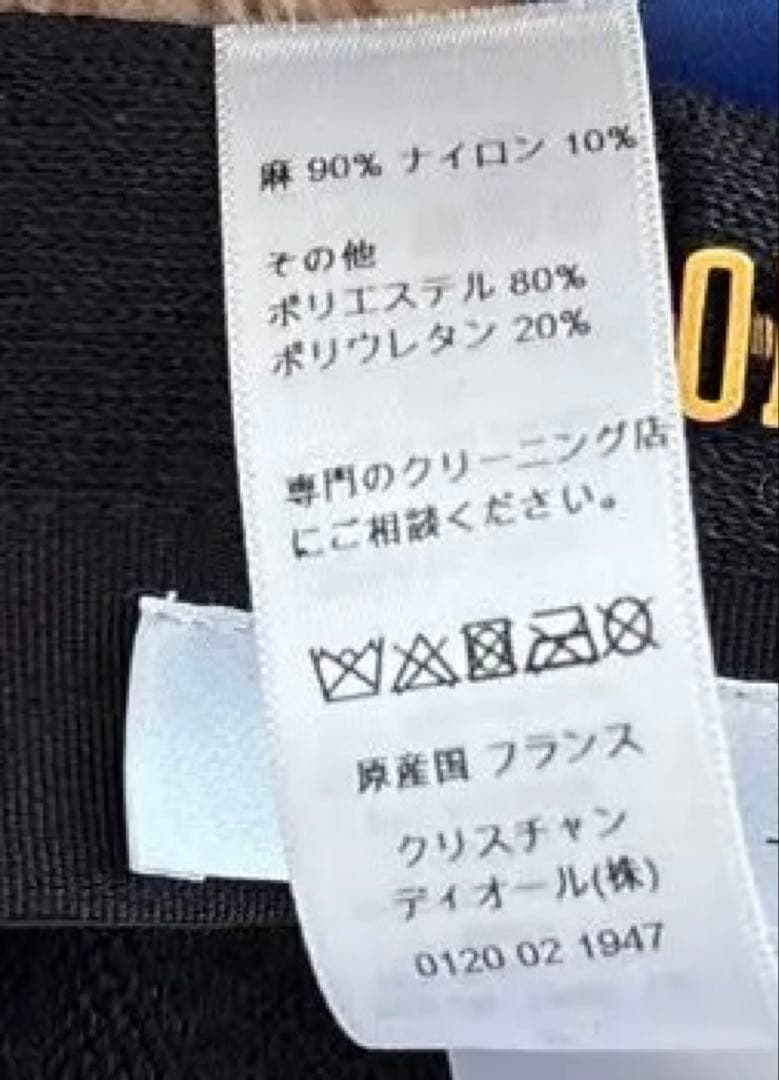 麻 90% ナイロン 10%
その他
ポリエステル 80%
ポリウレタン 20%
専門のクリーニング店
にご相談ください。
原産国 フランス
クリスチャン
ディオール(株)
0120 02 1947